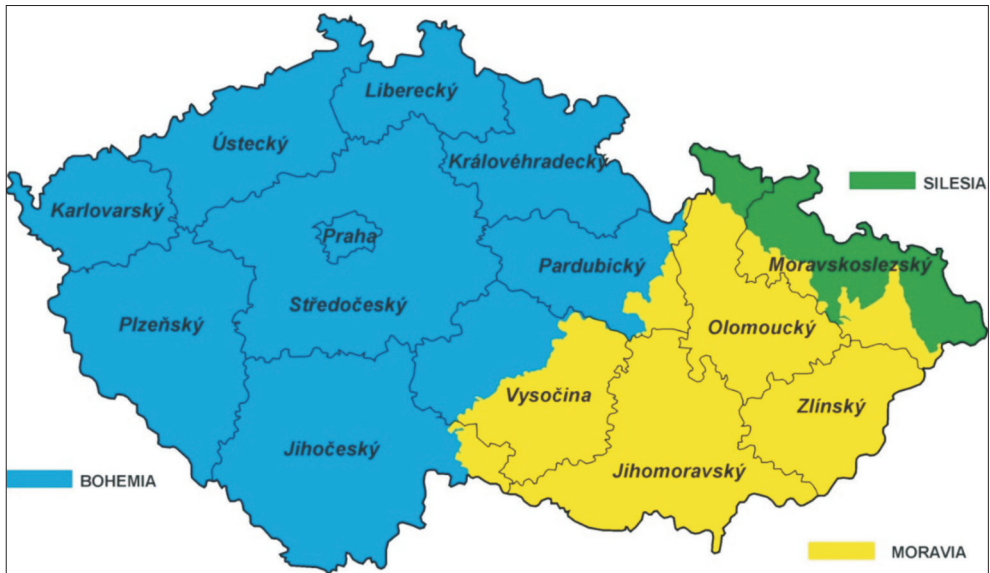 Liberecký
Ústecký
Královéhradecký
SILESIA
Karlovarský
Praha
Pardubický
Moravskoslezský
Středočeský
Plzeňský
Olomoucký
Vysočina
Zlínský
Jihočeský
Jihomoravský
BOHEMIA
MORAVIA